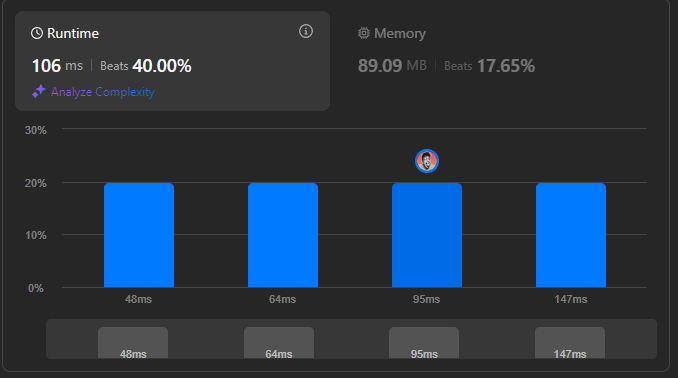 Runtime
106 ms | Beats 40.00%
Analyze Complexity
Memory
89.09 MB | Beats 17.65%
30%
20%
10%
0%
48ms 64ms 95ms 147ms
48ms 64ms 95ms 147ms